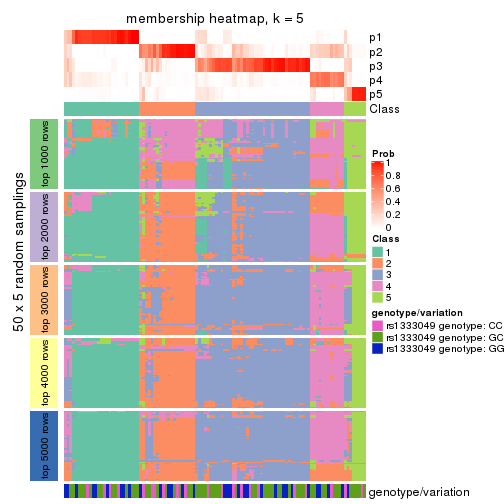 membership heatmap, k = 5
p1
p2
p3
p4
p5
Class
50 x 5 random samplings
top 1000 rows
top 2000 rows
top 3000 rows
top 4000 rows
top 5000 rows
Prob
1
0.8
0.6
0.4
0.2
0
Class
1
2
3
4
5
genotype/variation
rs1333049 genotype: CC
rs1333049 genotype: GC
rs1333049 genotype: GG
genotype/variation